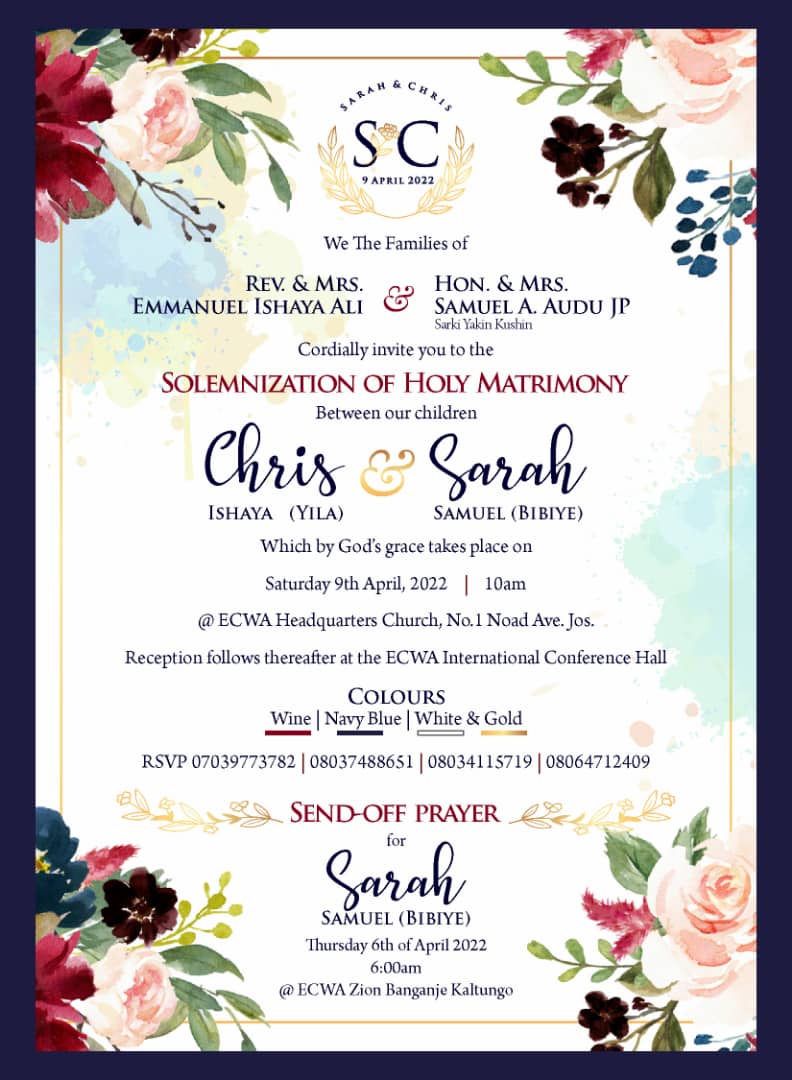 SARAH & CHRIS
S C
9 APRIL 2022
We The Families of
REV. & MRS.
EMMANUEL ISHAYA ALI
&
HON. & MRS.
SAMUEL A. AUDU JP
Sarki Yakin Kushin
Cordially invite you to the
SOLEMNIZATION OF HOLY MATRIMONY
Between our children
Chris & Sarah
ISHAYA (YILA) SAMUEL (BIBIYE)
Which by God's grace takes place on
Saturday 9th April, 2022 | 10am
@ ECWA Headquarters Church, No.1 Noad Ave. Jos.
Reception follows thereafter at the ECWA International Conference Hall
COLOURS
Wine | Navy Blue | White & Gold
RSVP 07039773782 | 08037488651 | 08034115719 | 08064712409
SEND-OFF PRAYER
for
Sarah
SAMUEL (BIBIYE)
Thursday 6th of April 2022
6:00am
@ ECWA Zion Banganje Kaltungo